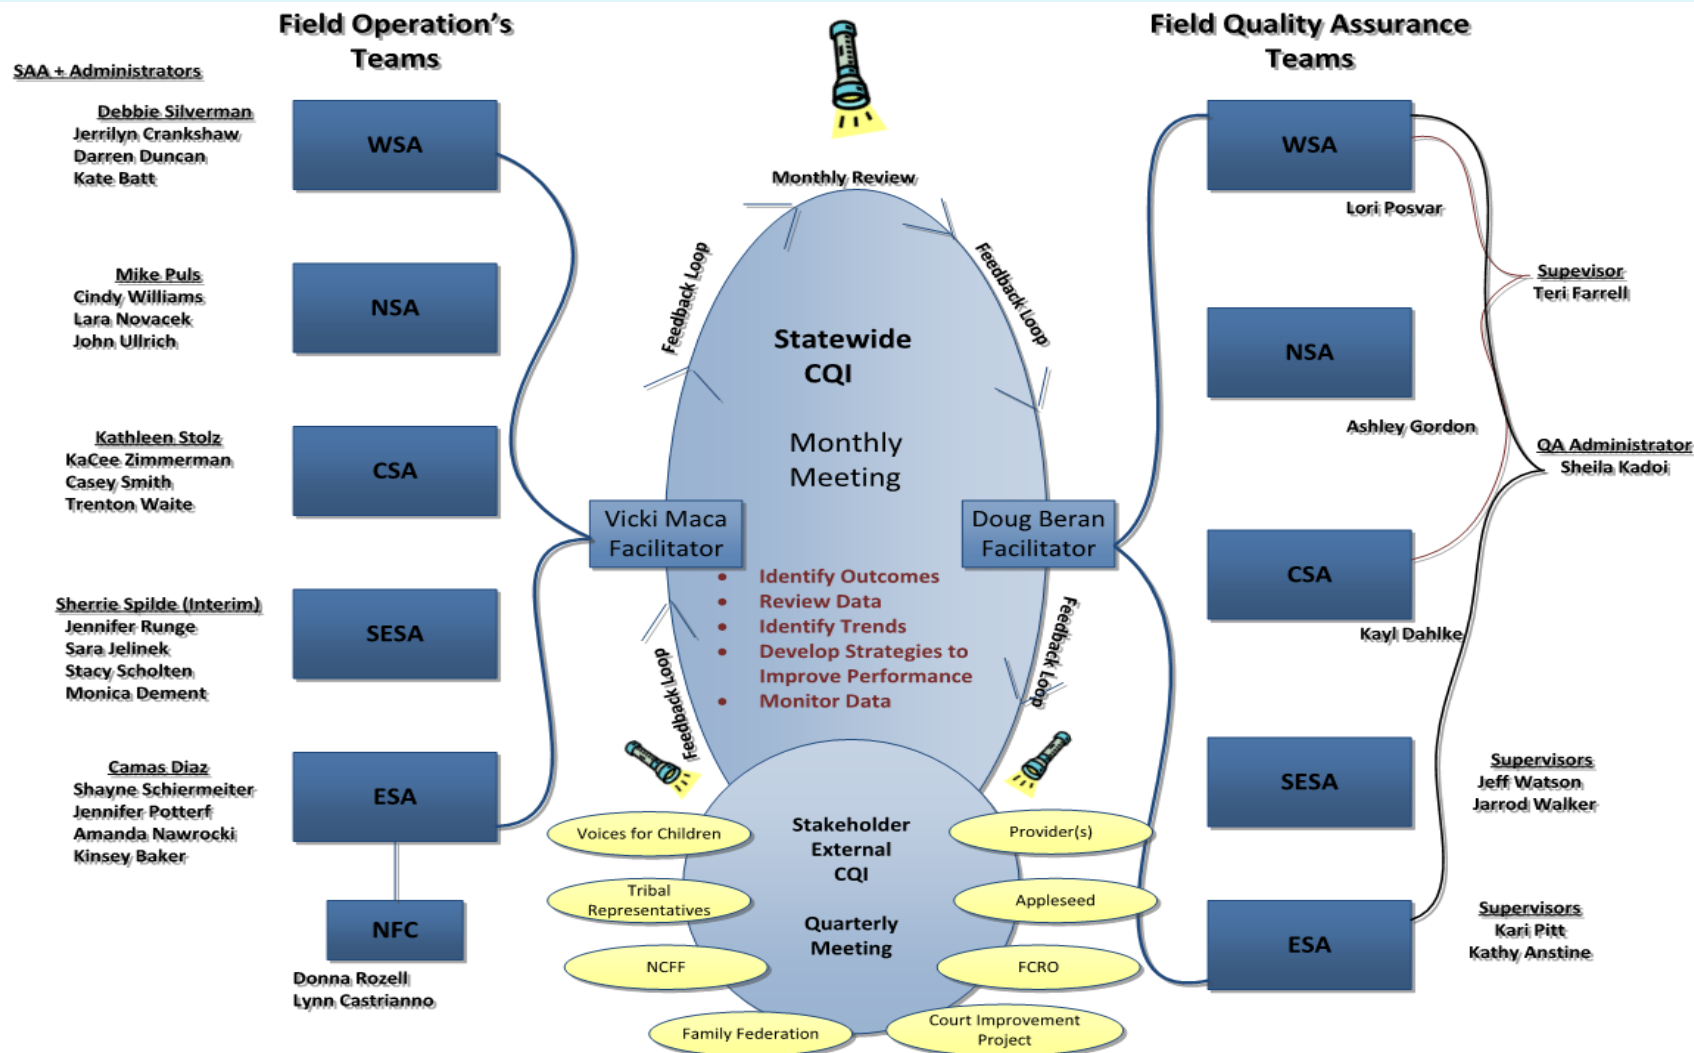 Field Operation's
Teams
SAA + Administrators
Debbie Silverman
Jerrilyn Crankshaw
Darren Duncan
Kate Batt
WSA
Mike Puls
Cindy Williams
Lara Novacek
John Ullrich
NSA
Kathleen Stolz
KaCee Zimmerman
Casey Smith
Trenton Waite
CSA
Sherrie Spilde (Interim)
Jennifer Runge
Sara Jelinek
Stacy Scholten
Monica Dement
SESA
Camas Diaz
Shayne Schiermeiter
Jennifer Potterf
Amanda Nawrocki
Kinsey Baker
ESA
NFC
Donna Rozell
Lynn Castrianno
Monthly Review
Feedback Loop
Feedback Loop
Statewide
CQI
Monthly
Meeting
Vicki Maca
Facilitator
Doug Beran
Facilitator
• Identify Outcomes
• Review Data
• Identify Trends
• Develop Strategies to
Improve Performance
• Monitor Data
Feedback Loop
Feedback Loop
Stakeholder
External
CQI
Quarterly
Meeting
Voices for Children
Tribal
Representatives
NCFF
Family Federation
Provider(s)
Appleseed
FCRO
Court Improvement
Project
Field Quality Assurance
Teams
WSA
Lori Posvar
Supevisor
Teri Farrell
NSA
Ashley Gordon
QA Administrator
Sheila Kadoi
CSA
Kayl Dahlke
SESA
Supervisors
Jeff Watson
Jarrod Walker
ESA
Supervisors
Kari Pitt
Kathy Anstine